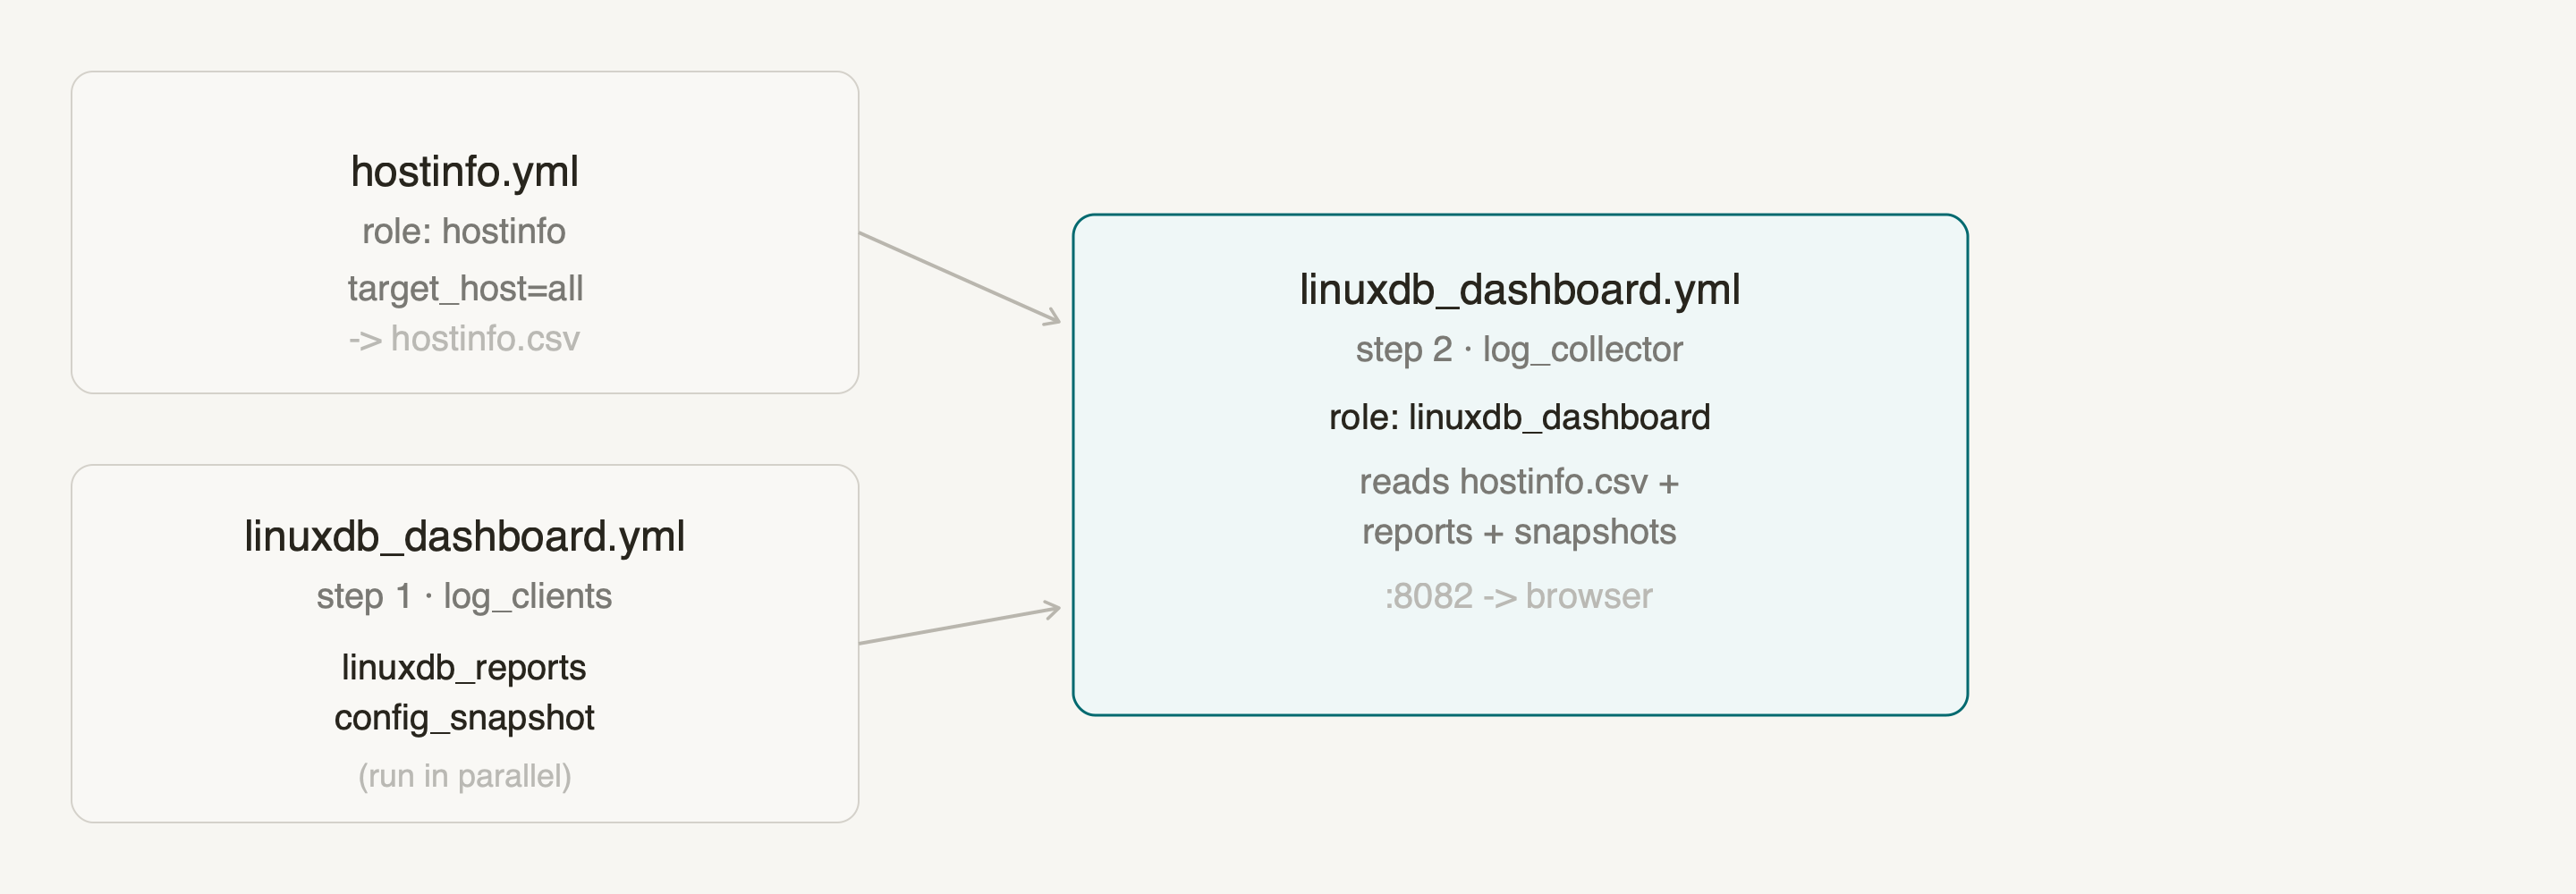 hostinfo.yml
role: hostinfo
target_host=all
-> hostinfo.csv
linuxdb_dashboard.yml
step 1 · log_clients
linuxdb_reports
config_snapshot
(run in parallel)
linuxdb_dashboard.yml
step 2 · log_collector
role: linuxdb_dashboard
reads hostinfo.csv +
reports + snapshots
:8082 -> browser